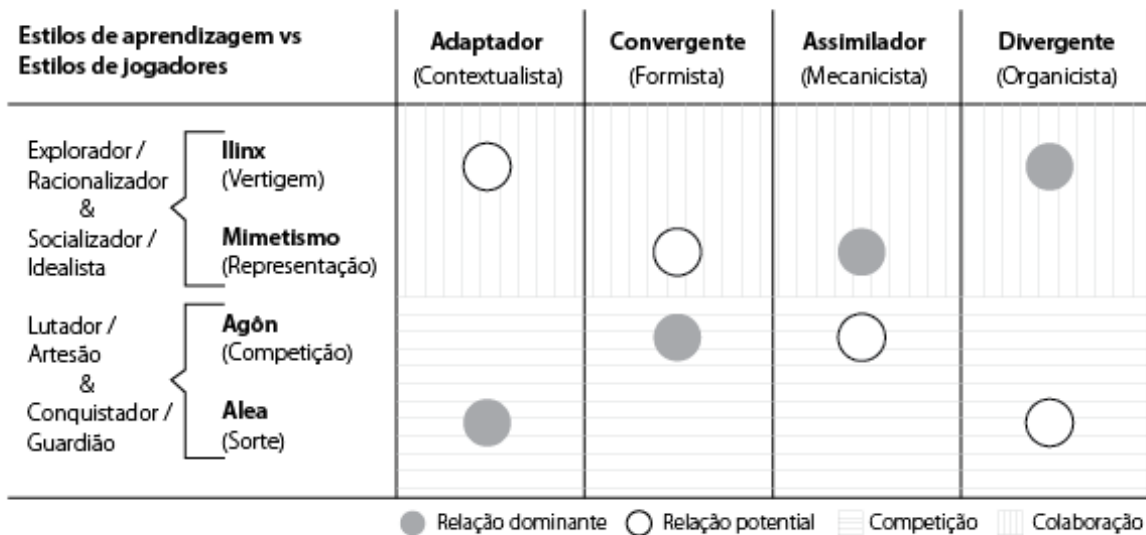 Estilos de aprendizagem vs
Estilos de jogadores
Adaptador
(Contextualista)
Convergente
(Formista)
Assimilador
(Mecanicista)
Divergente
(Organicista)
Explorador /
Racionalizador
&
Socializador /
Idealista
Ilinx
(Vertigem)
Mimetismo
(Representação)
Lutador /
Artesão
&
Conquistador /
Guardião
Agôn
(Competição)
Alea
(Sorte)
Relação dominante
Relação potential
Competição
Colaboração